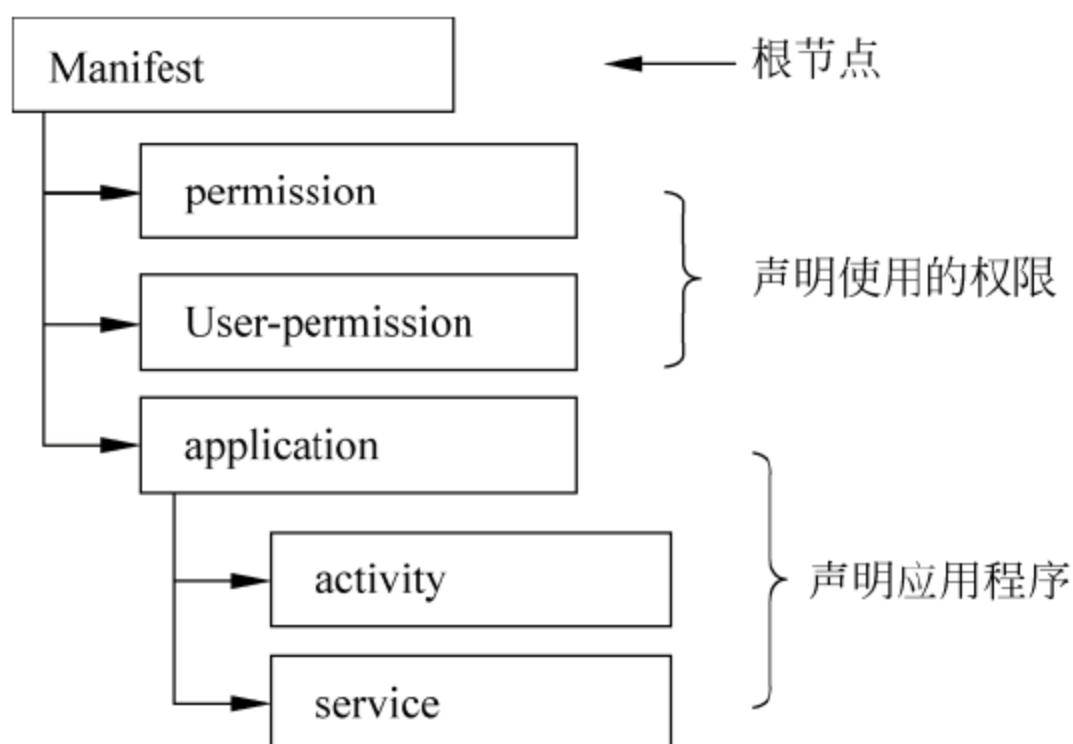 Manifest
根节点
permission
User-permission
声明使用的权限
application
activity
声明应用程序
service